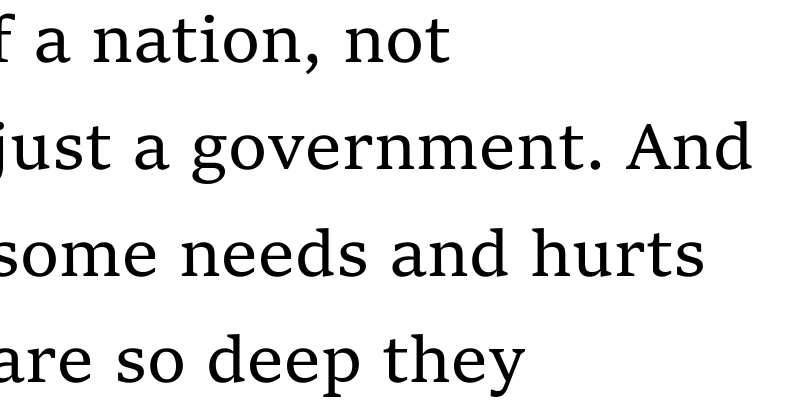 f a nation, not
just a government. And
some needs and hurts
are so deep they